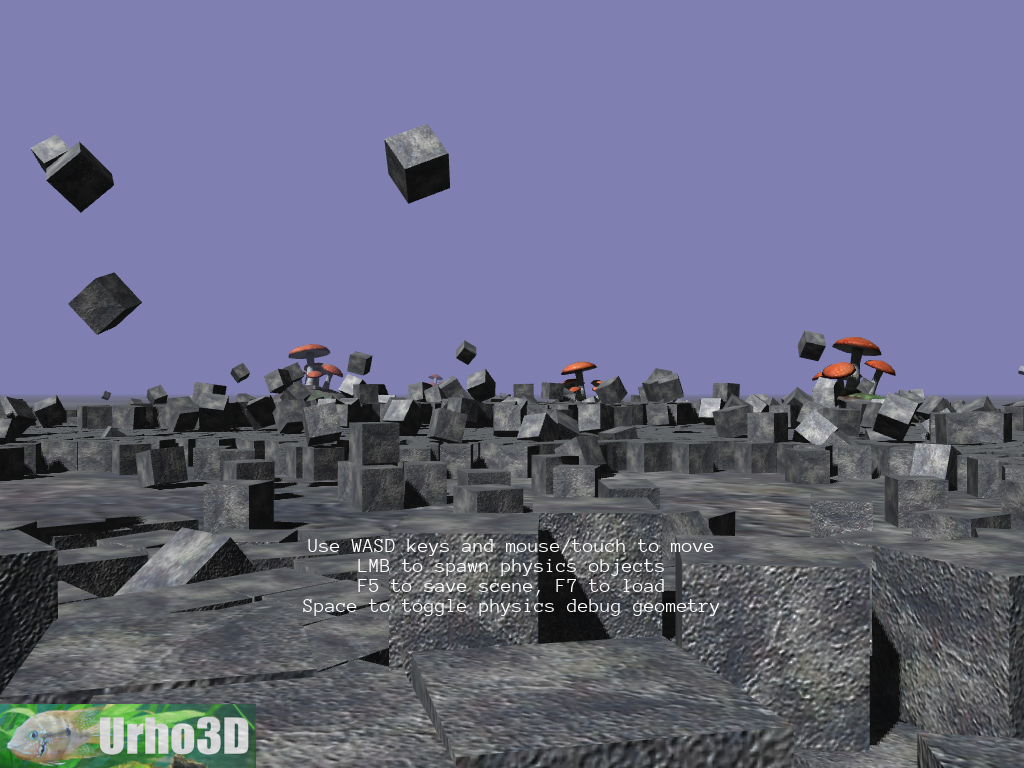 Use WASD keys and mouse/touch to move
LMB to spawn physics objects
F5 to save scene, F7 to load
Space to toggle physics debug geometry
Urho3D